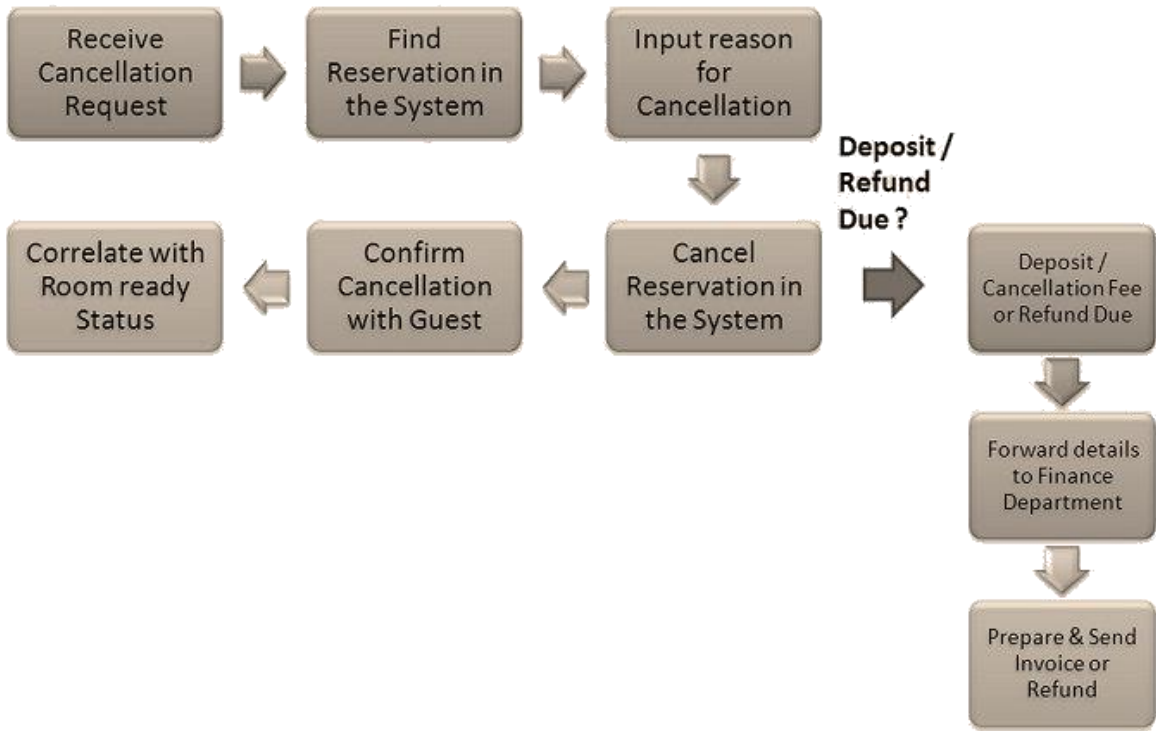 Receive
Cancellation
Request
Find
Reservation in
the System
Input reason
for
Cancellation
Deposit /
Refund
Due ?
Correlate with
Room ready
Status
Confirm
Cancellation
with Guest
Cancel
Reservation in
the System
Deposit /
Cancellation Fee
or Refund Due
Forward details
to Finance
Department
Prepare & Send
Invoice or
Refund